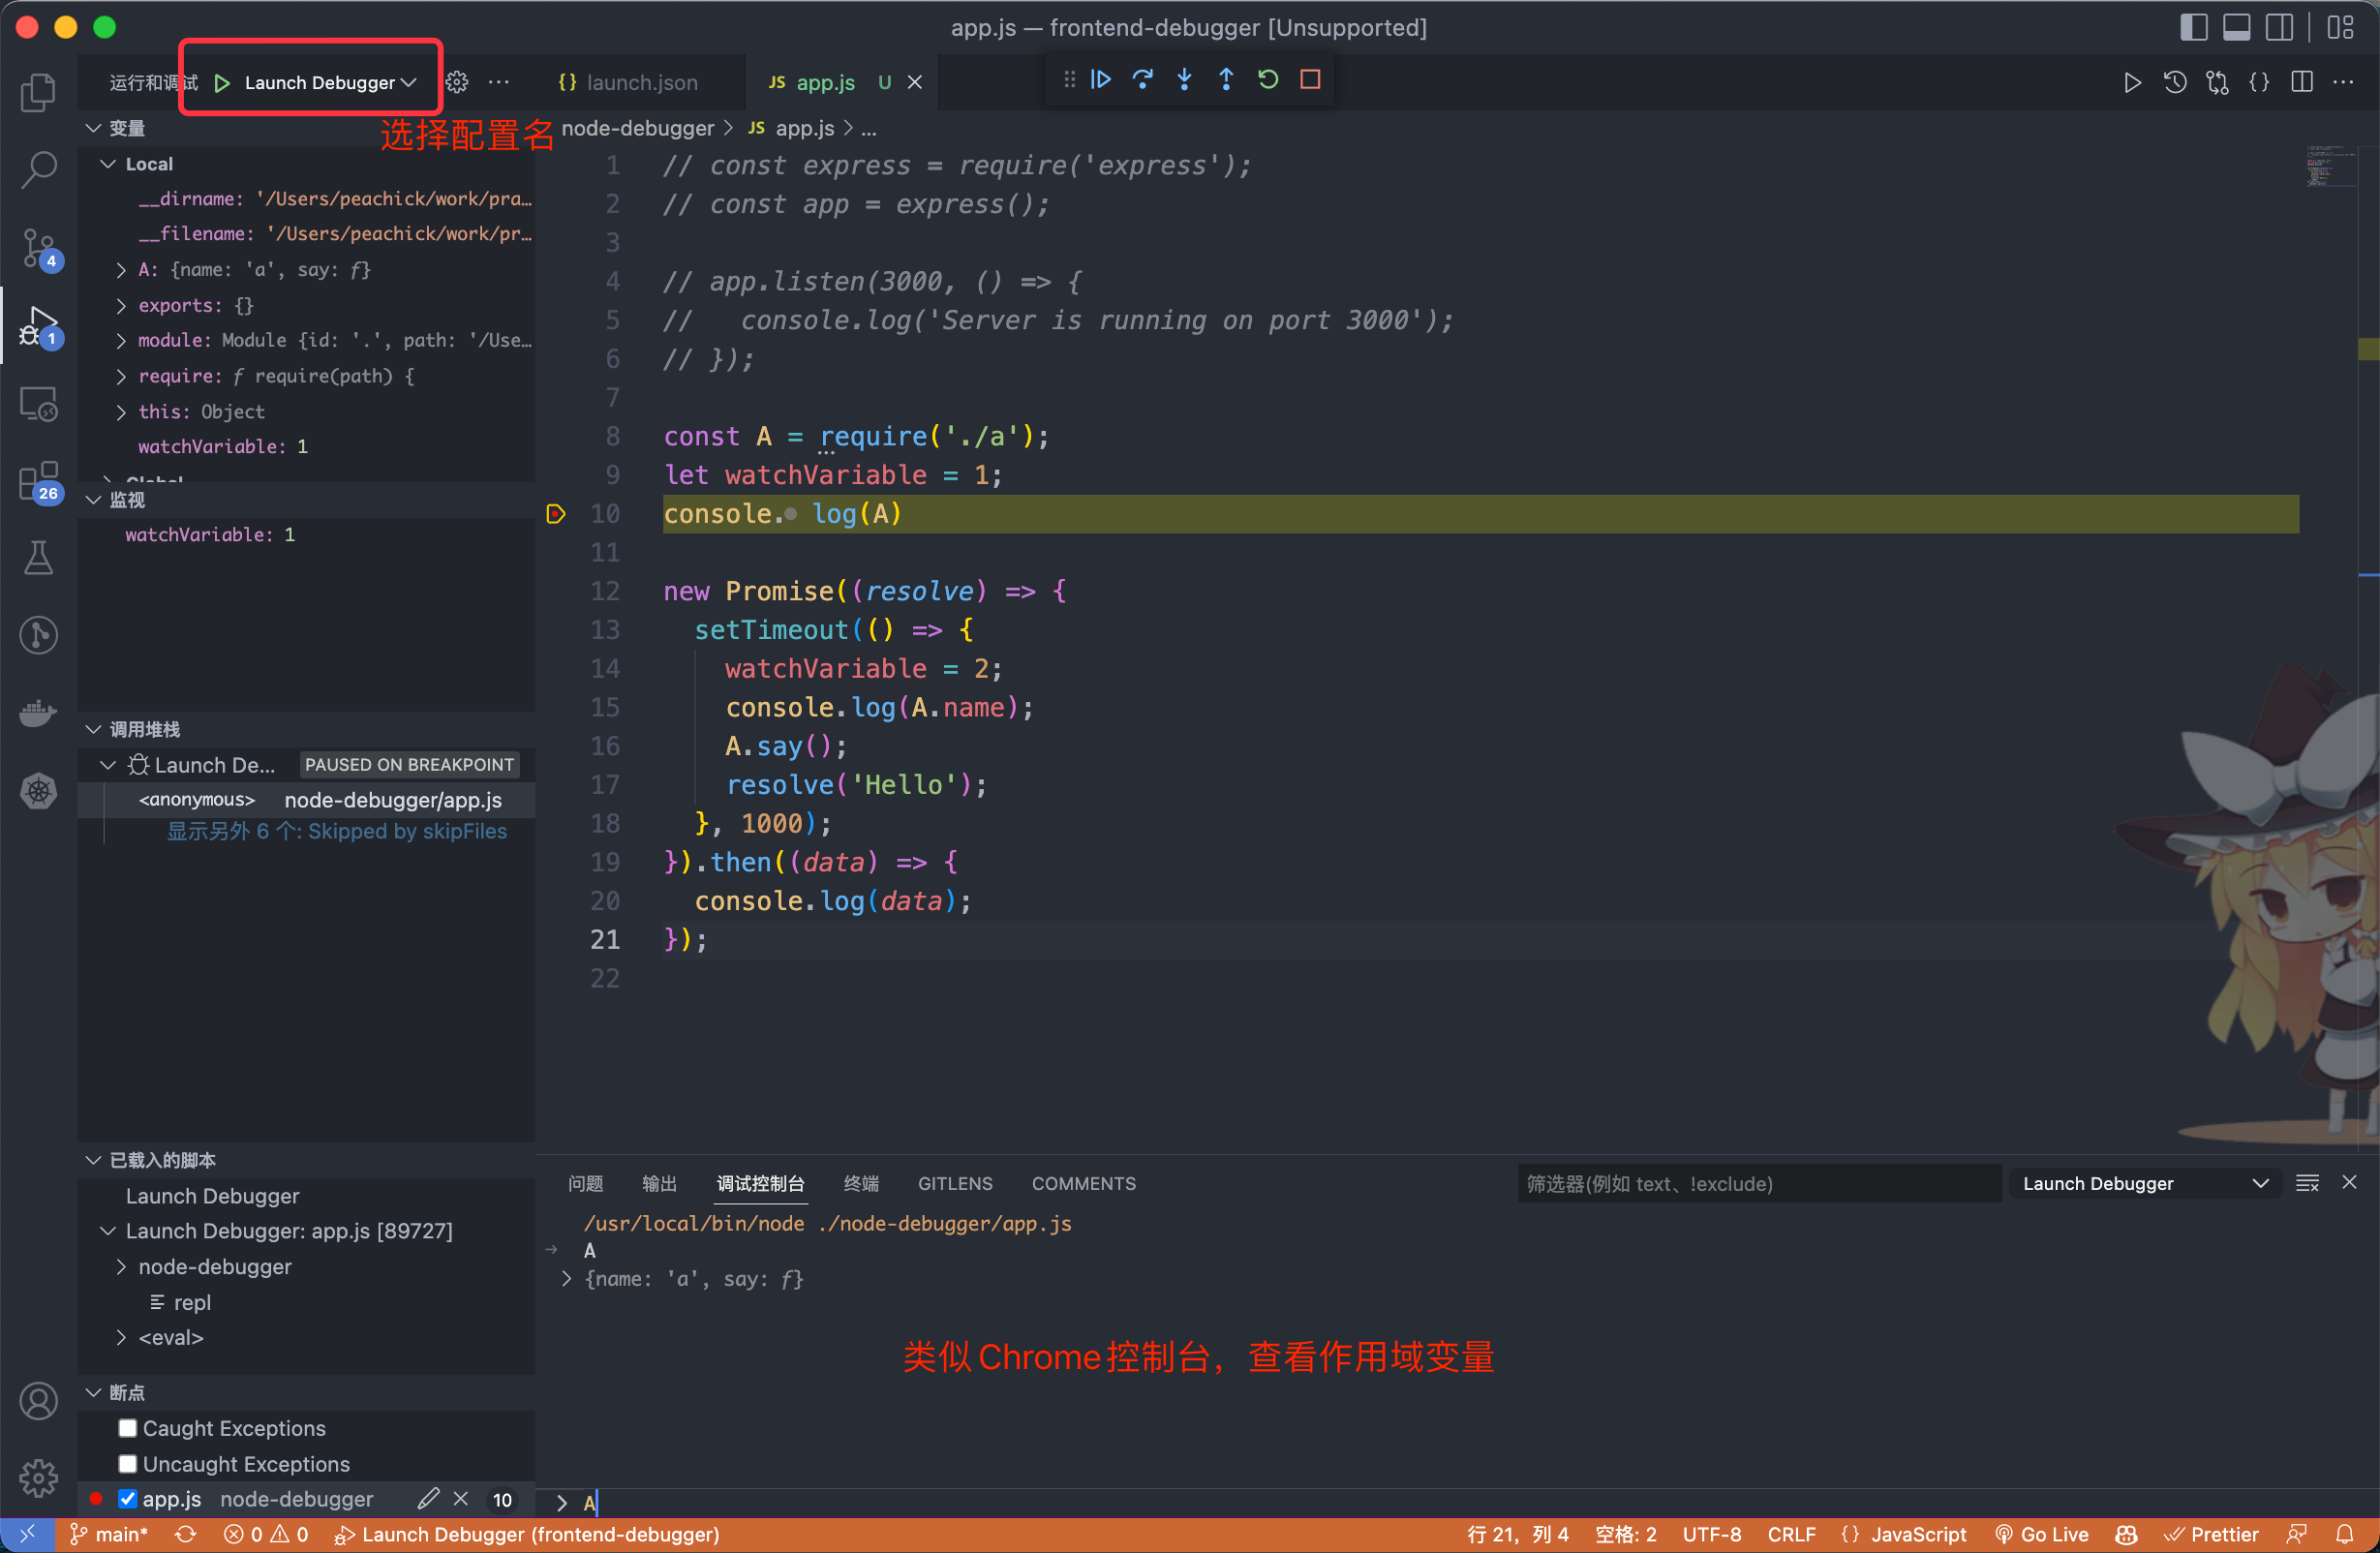 app.js — frontend-debugger [Unsupported]
运行和调试 Launch Debugger
launch.json
JS app.js U
选择配置名
node-debugger > JS app.js > ...
变量
Local
__dirname: '/Users/peachick/work/pra…
__filename: '/Users/peachick/work/pr…
A: {name: 'a', say: ƒ}
exports: {}
module: Module {id: '.', path: '/Use…
require: ƒ require(path) {
this: Object
watchVariable: 1
Global
监视
watchVariable: 1
调用堆栈
Launch De... PAUSED ON BREAKPOINT
<anonymous> node-debugger/app.js
显示另外 6 个: Skipped by skipFiles
已载入的脚本
Launch Debugger
Launch Debugger: app.js [89727]
node-debugger
repl
<eval>
断点
Caught Exceptions
Uncaught Exceptions
app.js node-debugger 10
4
1
26
1 // const express = require('express');
2 // const app = express();
3
4 // app.listen(3000, () => {
5 //   console.log('Server is running on port 3000');
6 // });
7
8 const A = require('./a');
9 let watchVariable = 1;
10 console. log(A)
11
12 new Promise((resolve) => {
13   setTimeout(() => {
14     watchVariable = 2;
15     console.log(A.name);
16     A.say();
17     resolve('Hello');
18   }, 1000);
19 }).then((data) => {
20   console.log(data);
21 });
22
问题 输出 调试控制台 终端 GITLENS COMMENTS
筛选器(例如 text、!exclude)
Launch Debugger
/usr/local/bin/node ./node-debugger/app.js
A
{name: 'a', say: ƒ}
类似 Chrome 控制台，查看作用域变量
A
main* 0 0 Launch Debugger (frontend-debugger)
行 21，列 4 空格: 2 UTF-8 CRLF {} JavaScript Go Live Prettier